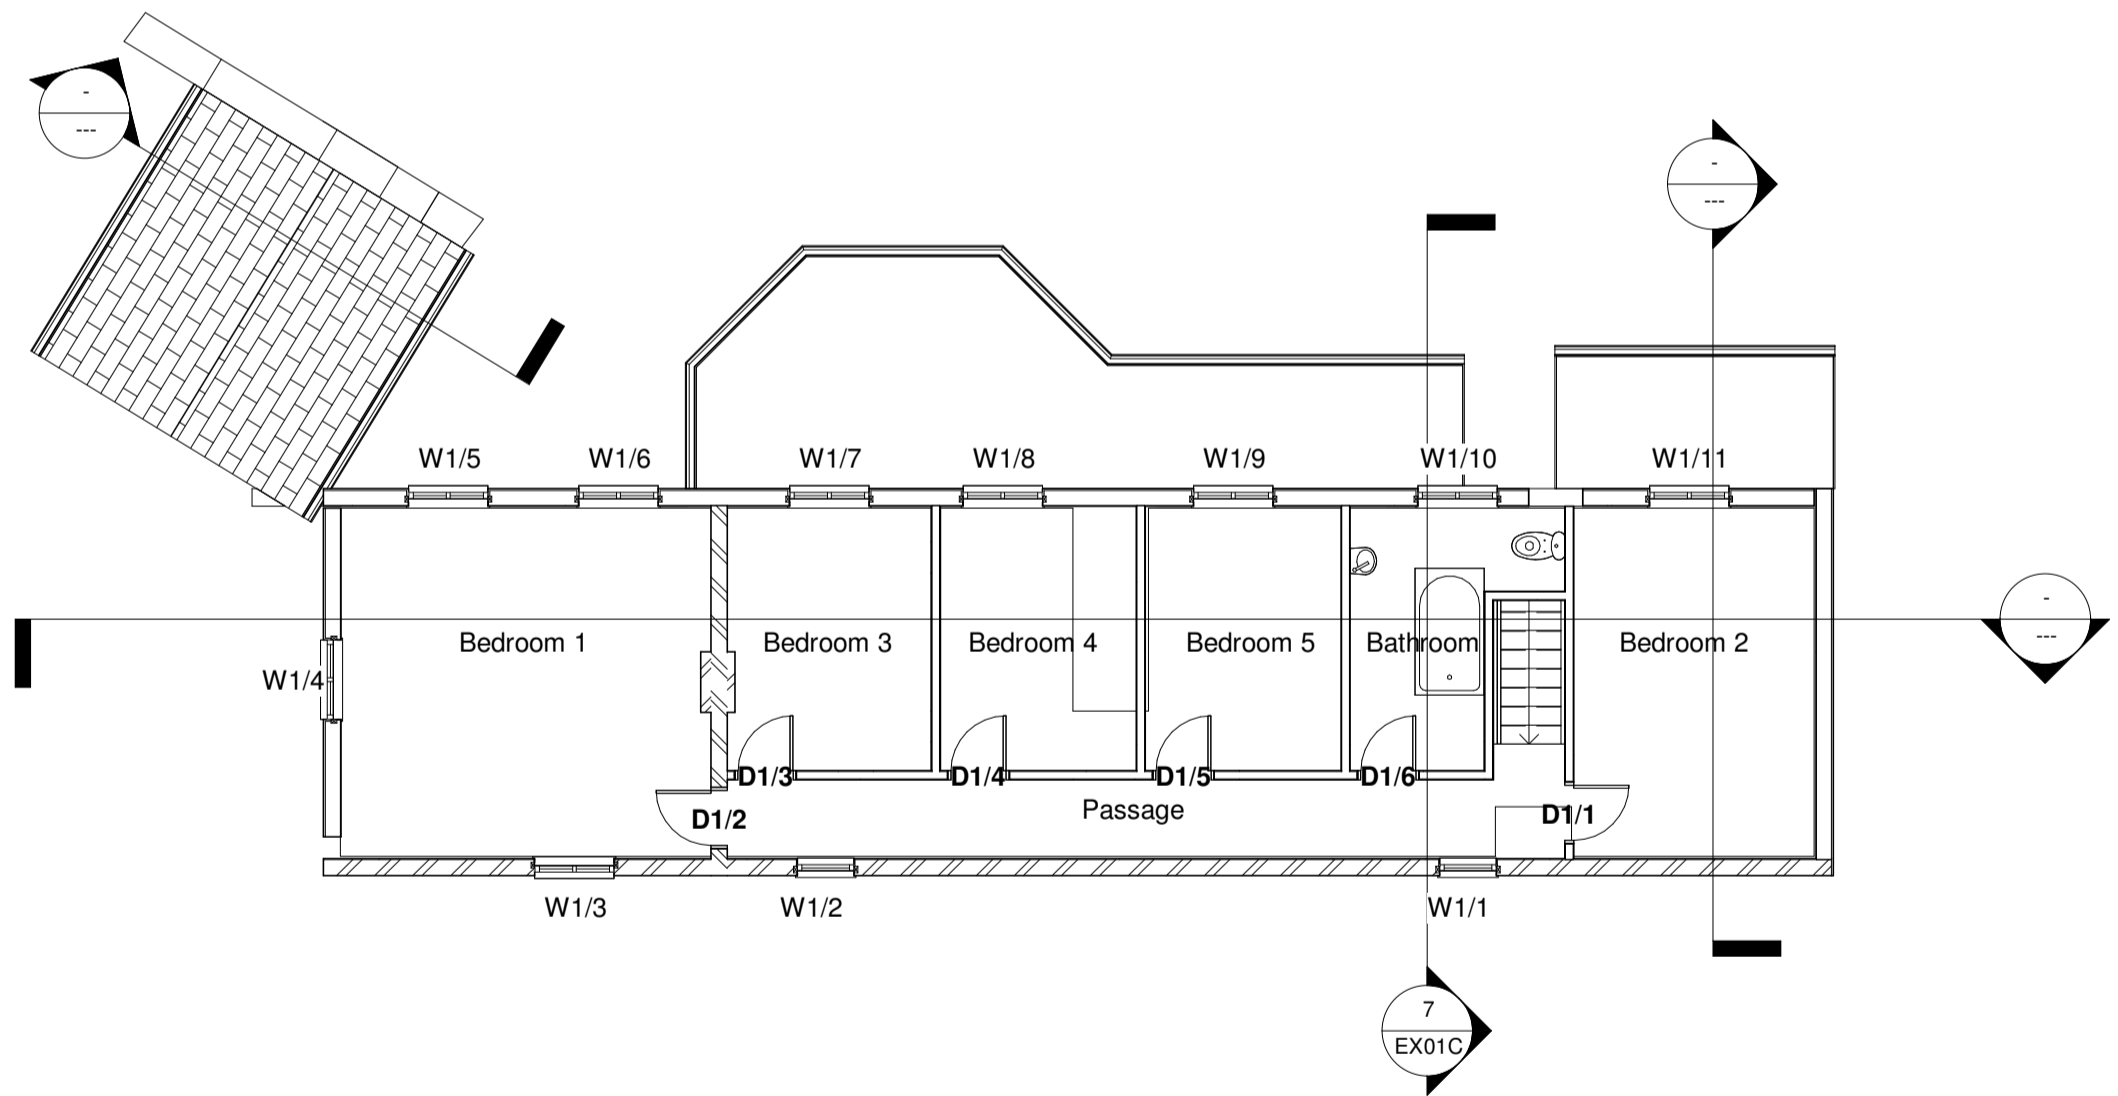 -
---
-
---
W1/5
W1/6
W1/7
W1/8
W1/9
W1/10
W1/11
Bedroom 1
Bedroom 3
Bedroom 4
Bedroom 5
Bathroom
Bedroom 2
-
---
W1/4
D1/3
D1/4
D1/5
D1/6
D1/2
Passage
D1/1
W1/3
W1/2
W1/1
7
EX01C